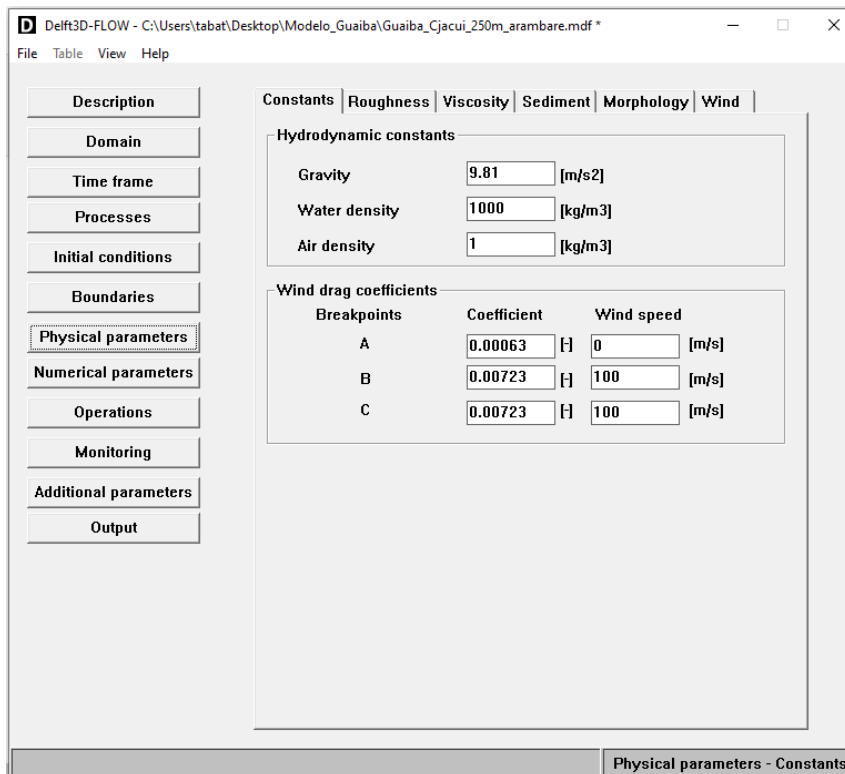 Delft3D-FLOW - C:\Users\tabat\Desktop\Modelo_Guaiba\Guaiba_Cjacui_250m_arambare.mdf *
File Table View Help
Description
Domain
Time frame
Processes
Initial conditions
Boundaries
Physical parameters
Numerical parameters
Operations
Monitoring
Additional parameters
Output
Constants Roughness Viscosity Sediment Morphology Wind
Hydrodynamic constants
Gravity 9.81 [m/s2]
Water density 1000 [kg/m3]
Air density 1 [kg/m3]
Wind drag coefficients
Breakpoints Coefficient Wind speed
A 0.00063 [-] 0 [m/s]
B 0.00723 [-] 100 [m/s]
C 0.00723 [-] 100 [m/s]
Physical parameters - Constants